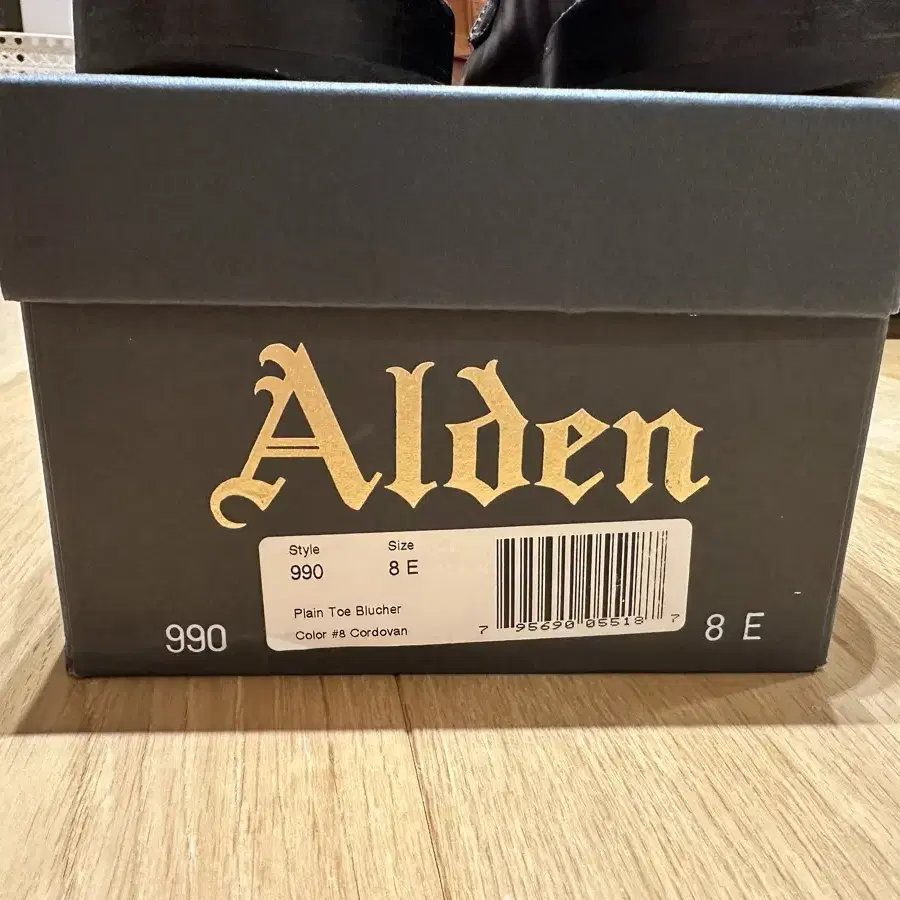 Alden
Style Size
990 8 E
Plain Toe Blucher
Color #8 Cordovan
7 95690 05518 7
990 8 E